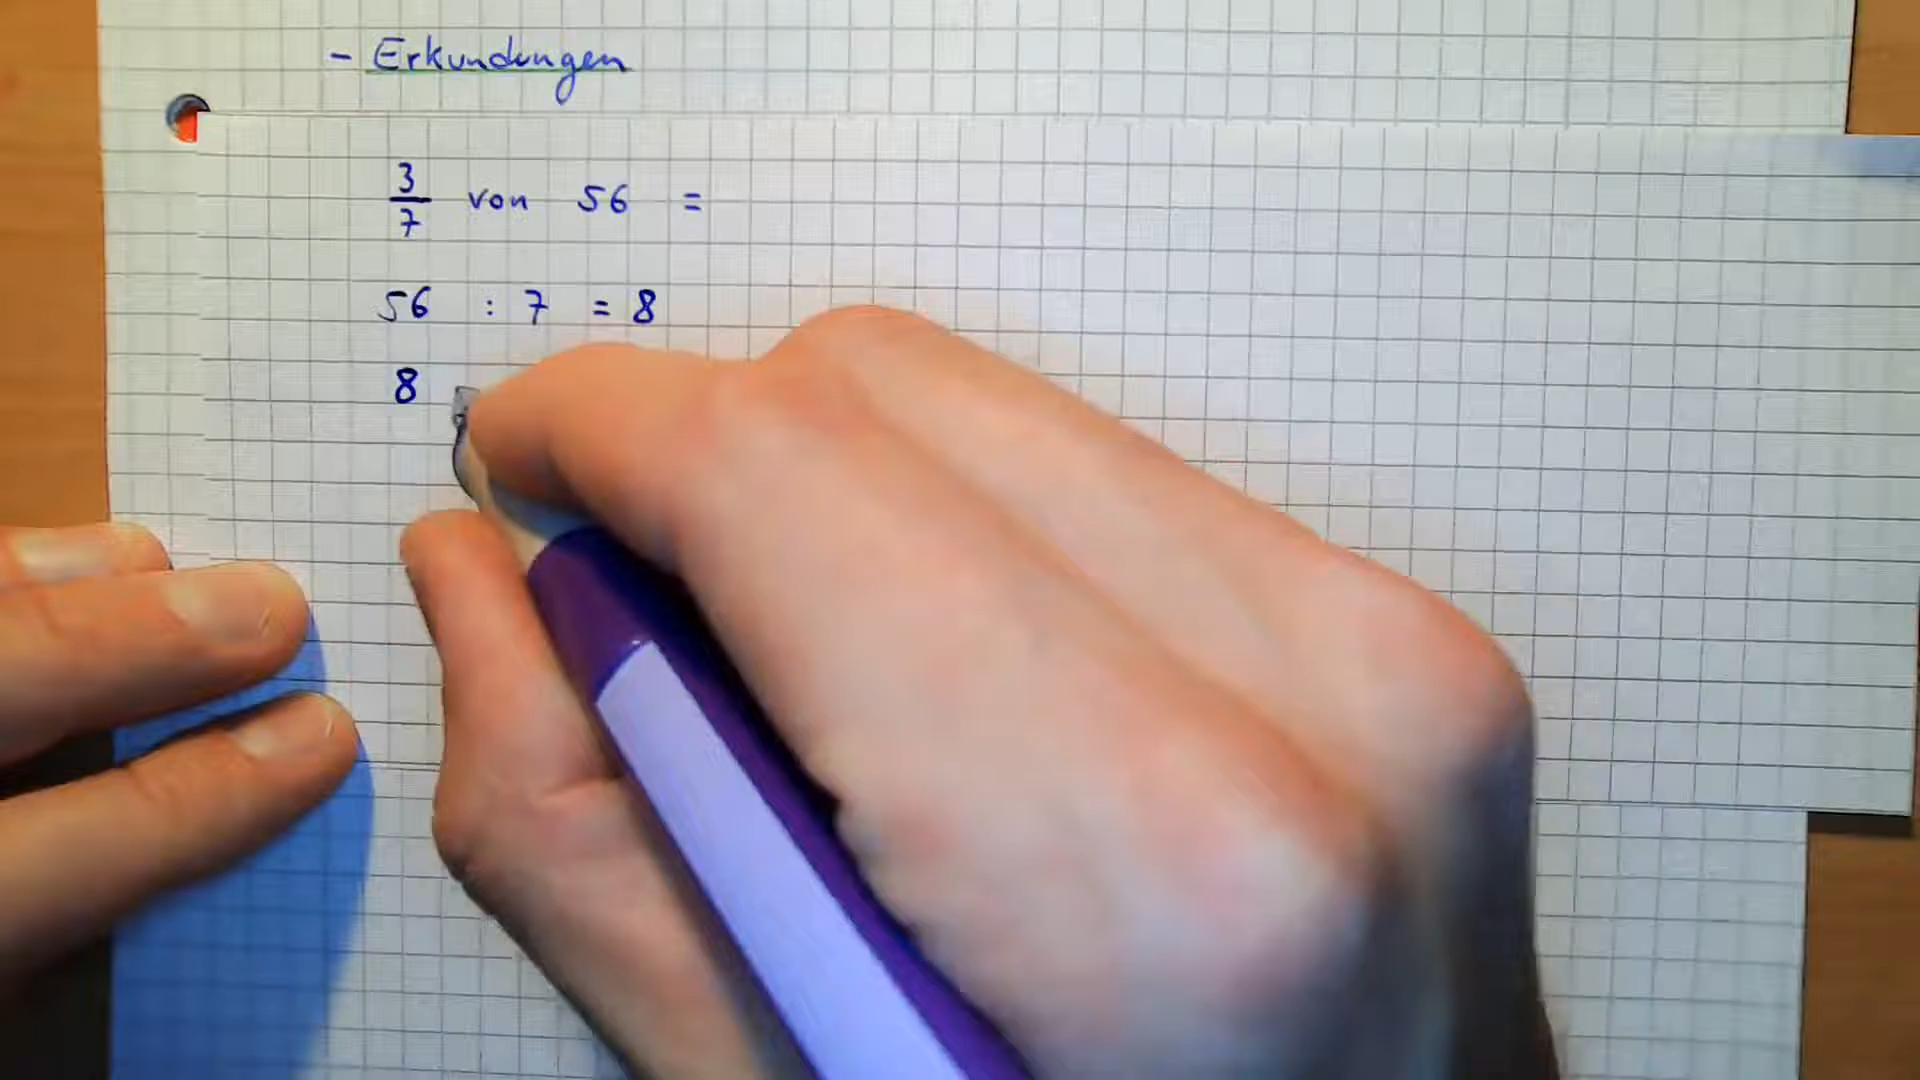 - Erkundungen
3/7 von 56 =
56 : 7 = 8
8